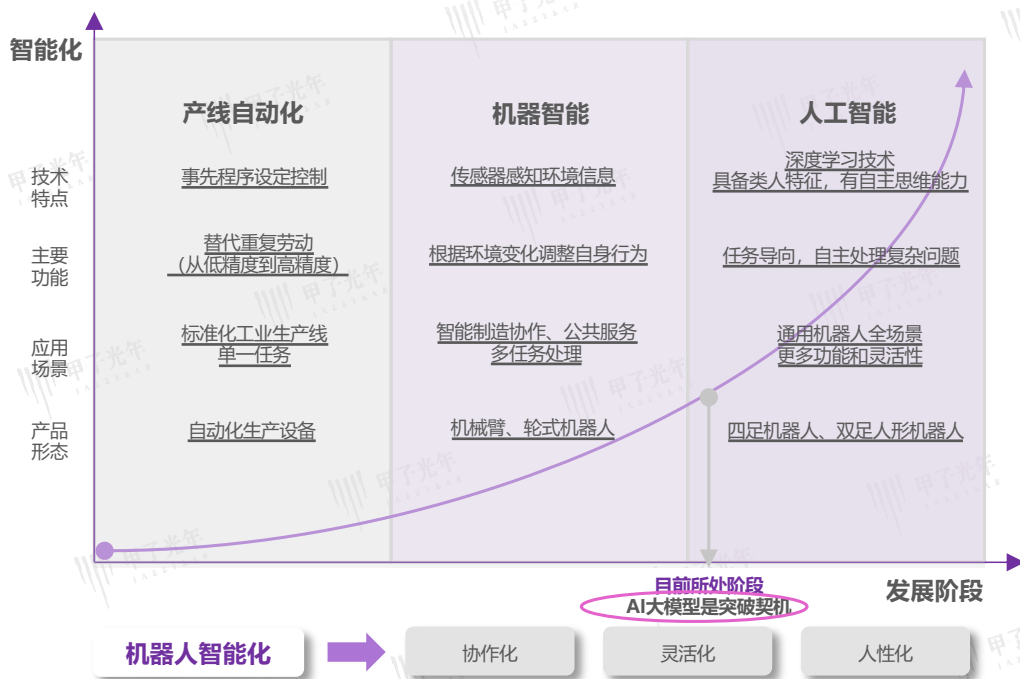 智能化
产线自动化
机器智能
人工智能
技术
特点
事先程序设定控制
传感器感知环境信息
深度学习技术
具备类人特征，有自主思维能力
主要
功能
替代重复劳动
（从低精度到高精度）
根据环境变化调整自身行为
任务导向，自主处理复杂问题
应用
场景
标准化工业生产线
单一任务
智能制造协作、公共服务
多任务处理
通用机器人全场景
更多功能和灵活性
产品
形态
自动化生产设备
机械臂、轮式机器人
四足机器人、双足人形机器人
目前所处阶段
AI大模型是突破契机
发展阶段
机器人智能化
协作化
灵活化
人性化
甲子光年
JAZZYEAR